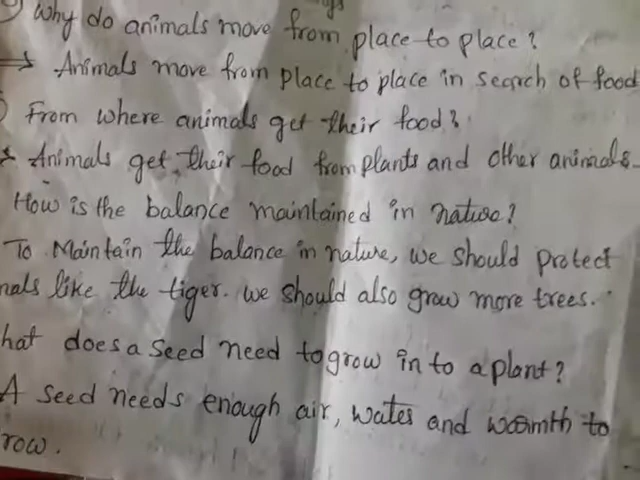 Why do animals move from place to place?
⇒ Animals move from place to place in search of food
From where animals get their food?
Animals get their food from plants and other animals.
How is the balance maintained in nature?
To Maintain the balance in nature, we should protect
nals like the tiger. we should also grow more trees.
hat does a seed need to grow in to a plant?
A seed needs enough air, water and warmth to
row.